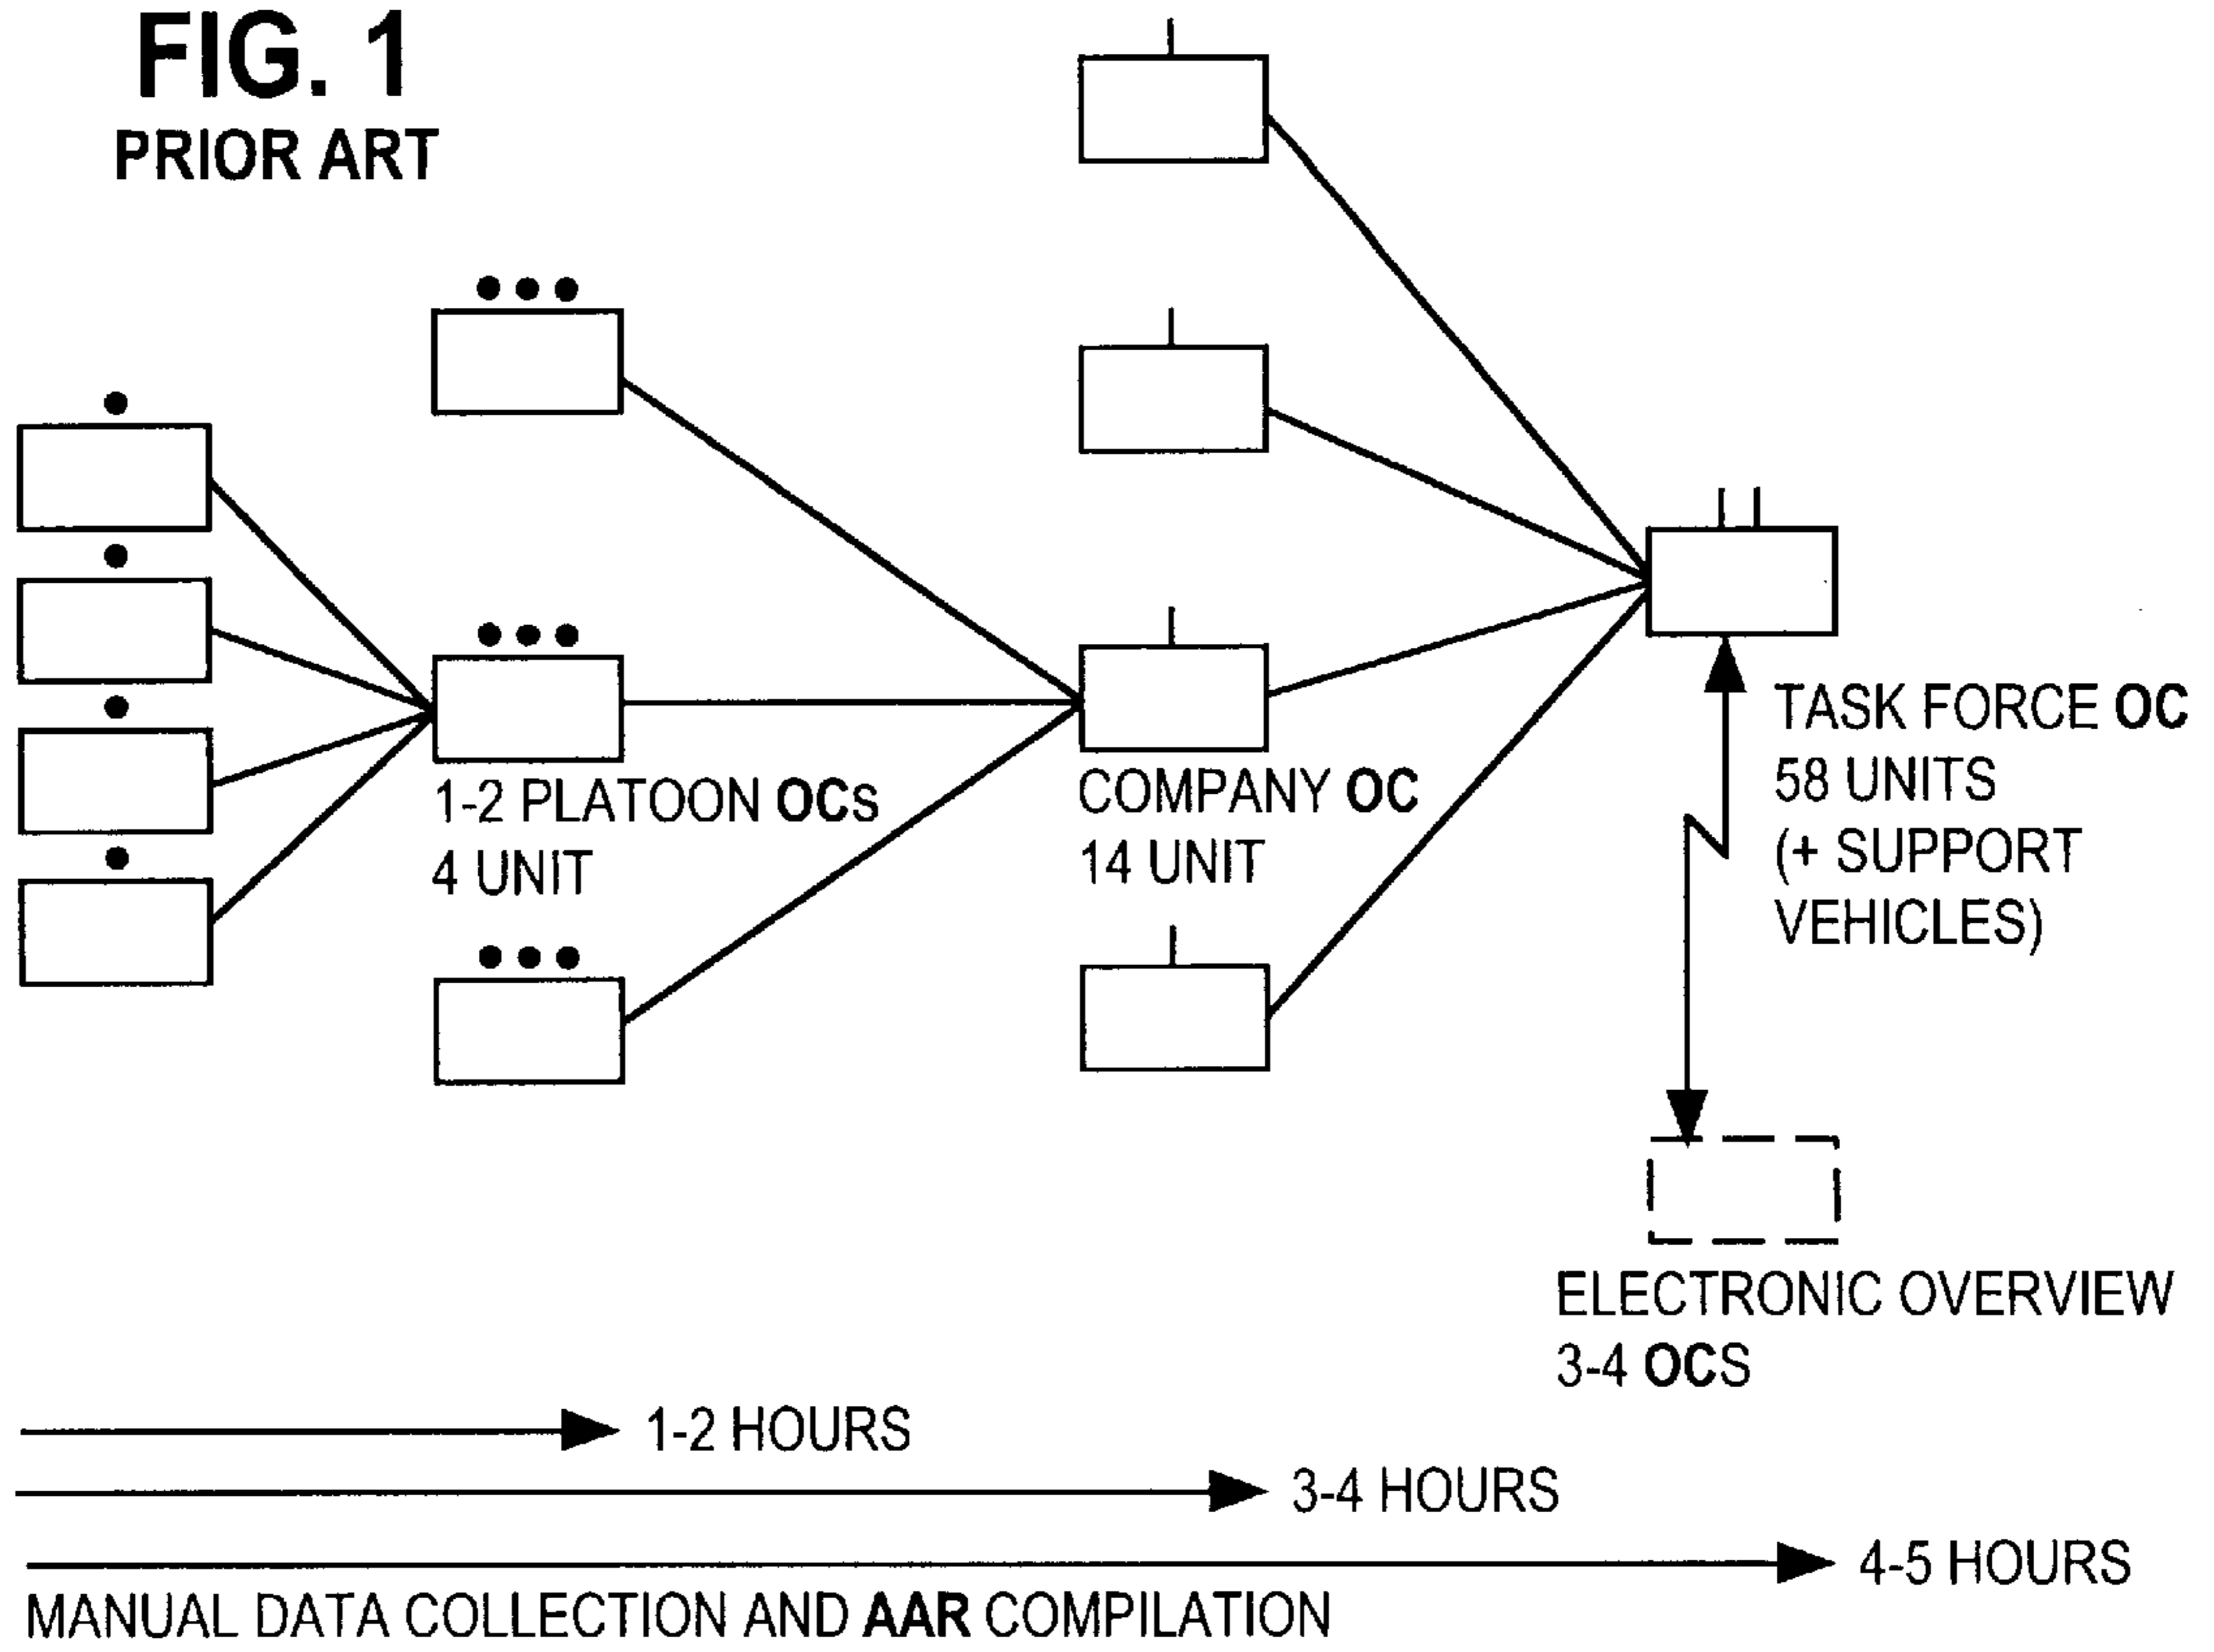 FIG. 1
PRIOR ART
1-2 PLATOON OCs
4 UNIT
COMPANY OC
14 UNIT
TASK FORCE OC
58 UNITS
(+ SUPPORT
VEHICLES)
ELECTRONIC OVERVIEW
3-4 OCS
1-2 HOURS
3-4 HOURS
4-5 HOURS
MANUAL DATA COLLECTION AND AAR COMPILATION